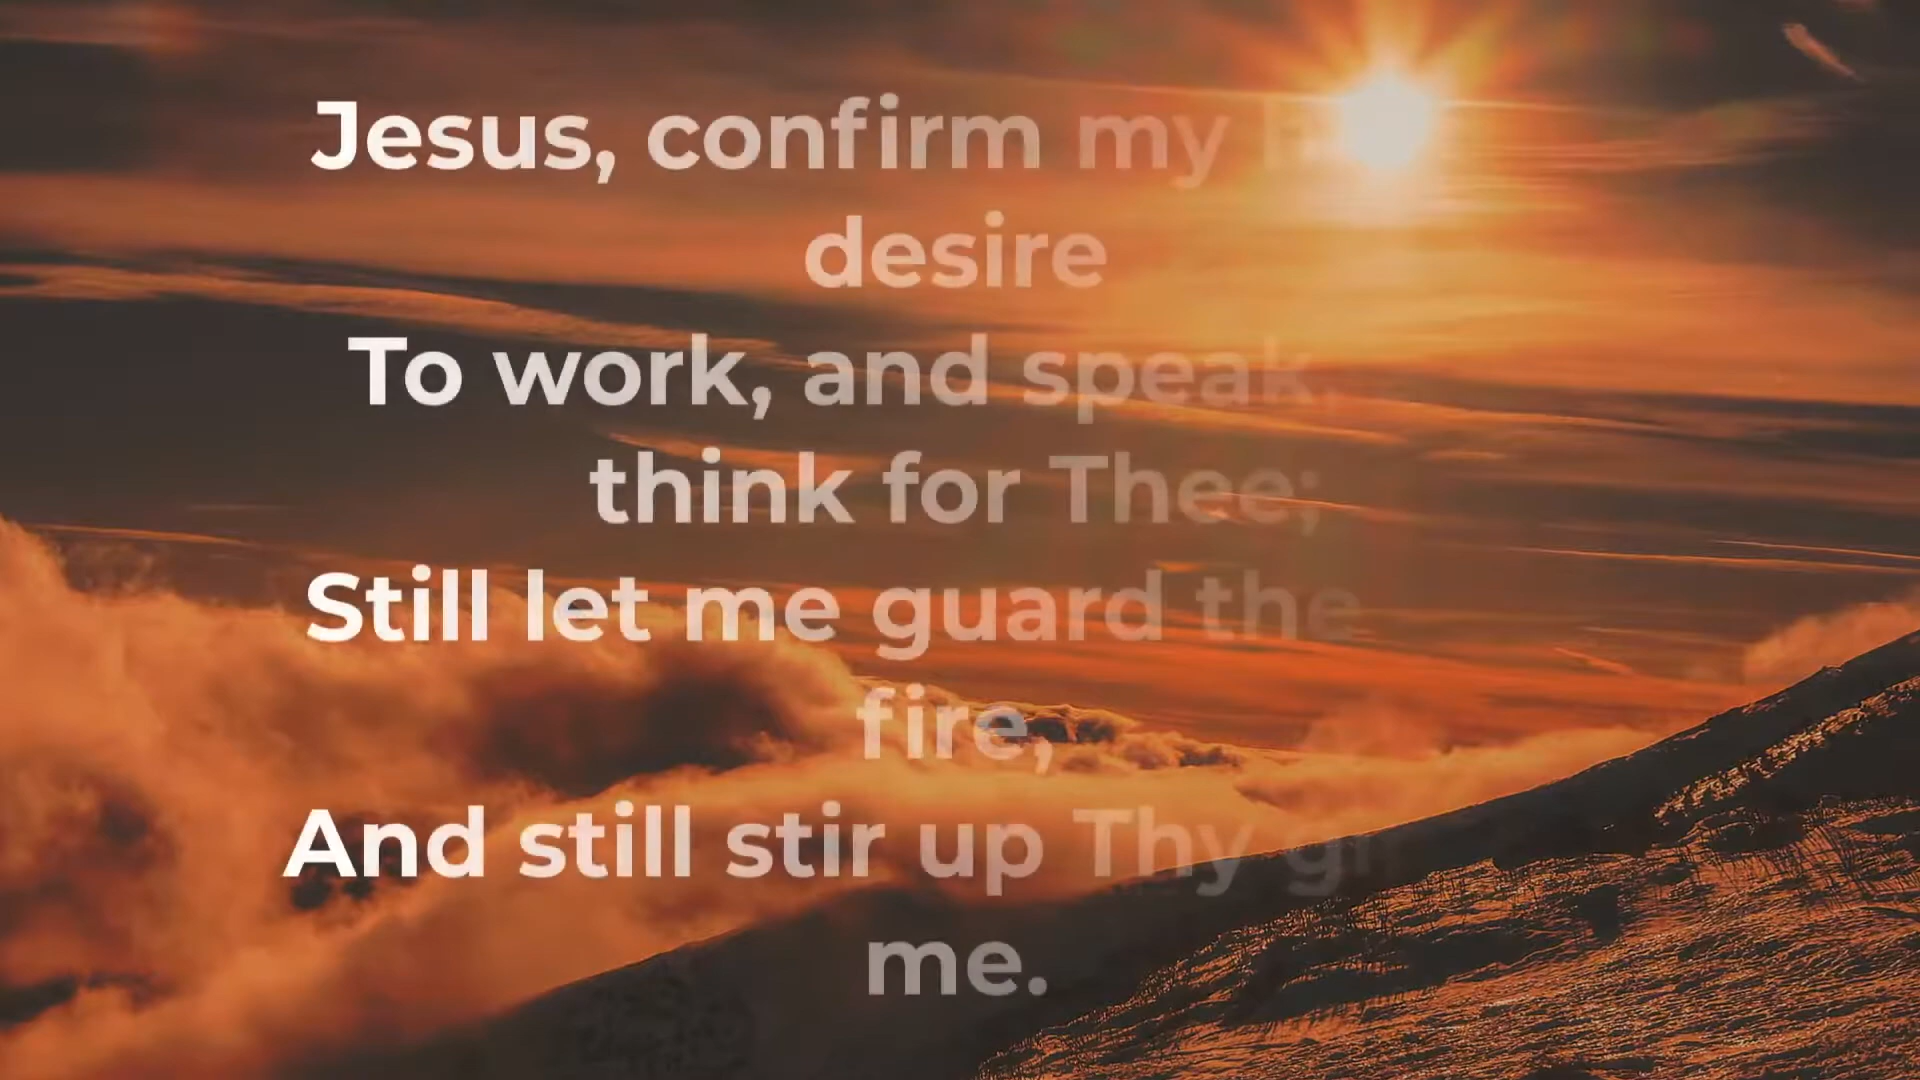 Jesus, confirm my
desire
To work, and speak,
think for Thee;
Still let me guard the
fire,
And still stir up Thy
me.